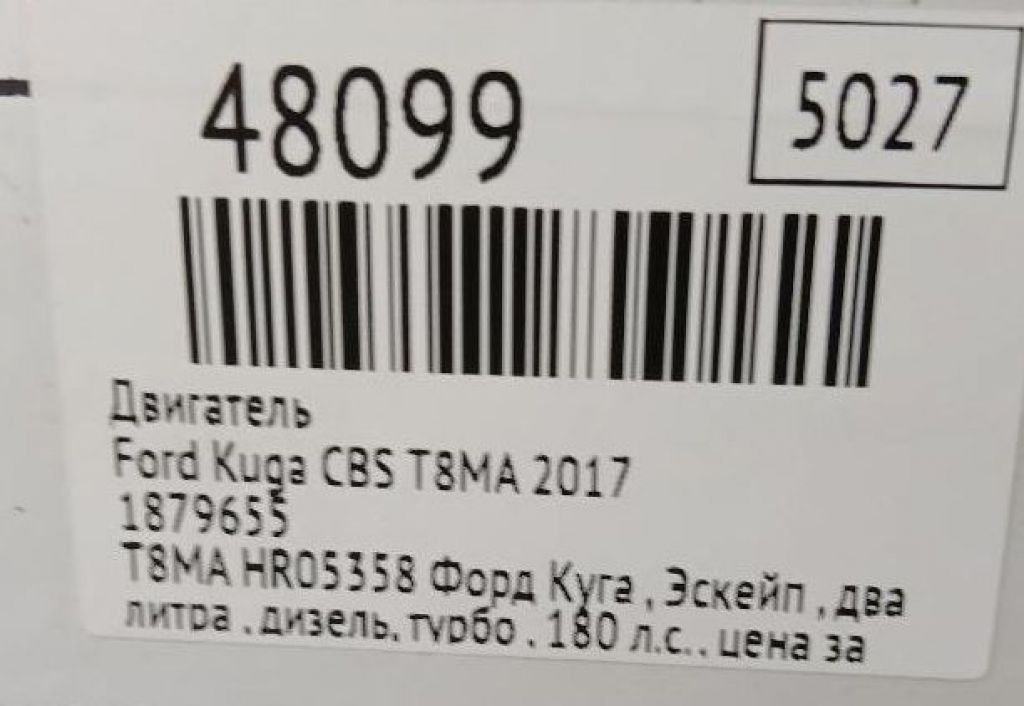 48099
5027
Двигатель
Ford Kuga CBS T8MA 2017
1879655
T8MA HR05358 Форд Куга , Эскейп , два
литра , дизель, турбо , 180 л.с., цена за